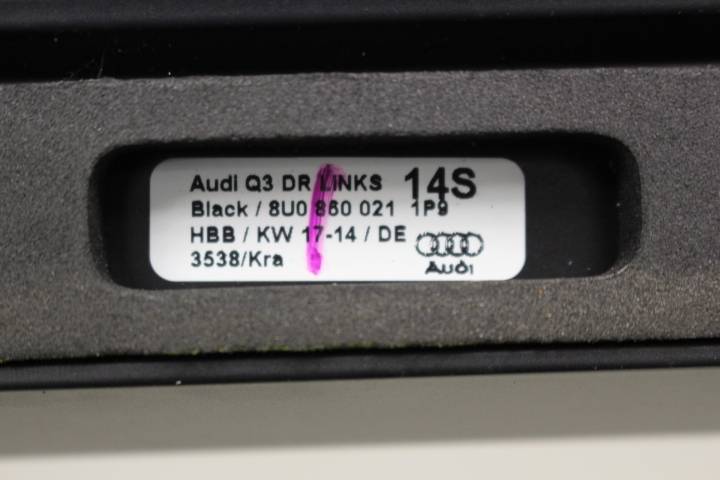 Audi Q3 DR LINKS 14S
Black / 8U0 860 021 1P9
HBB / KW 17-14 / DE
3538/Kra
Audi